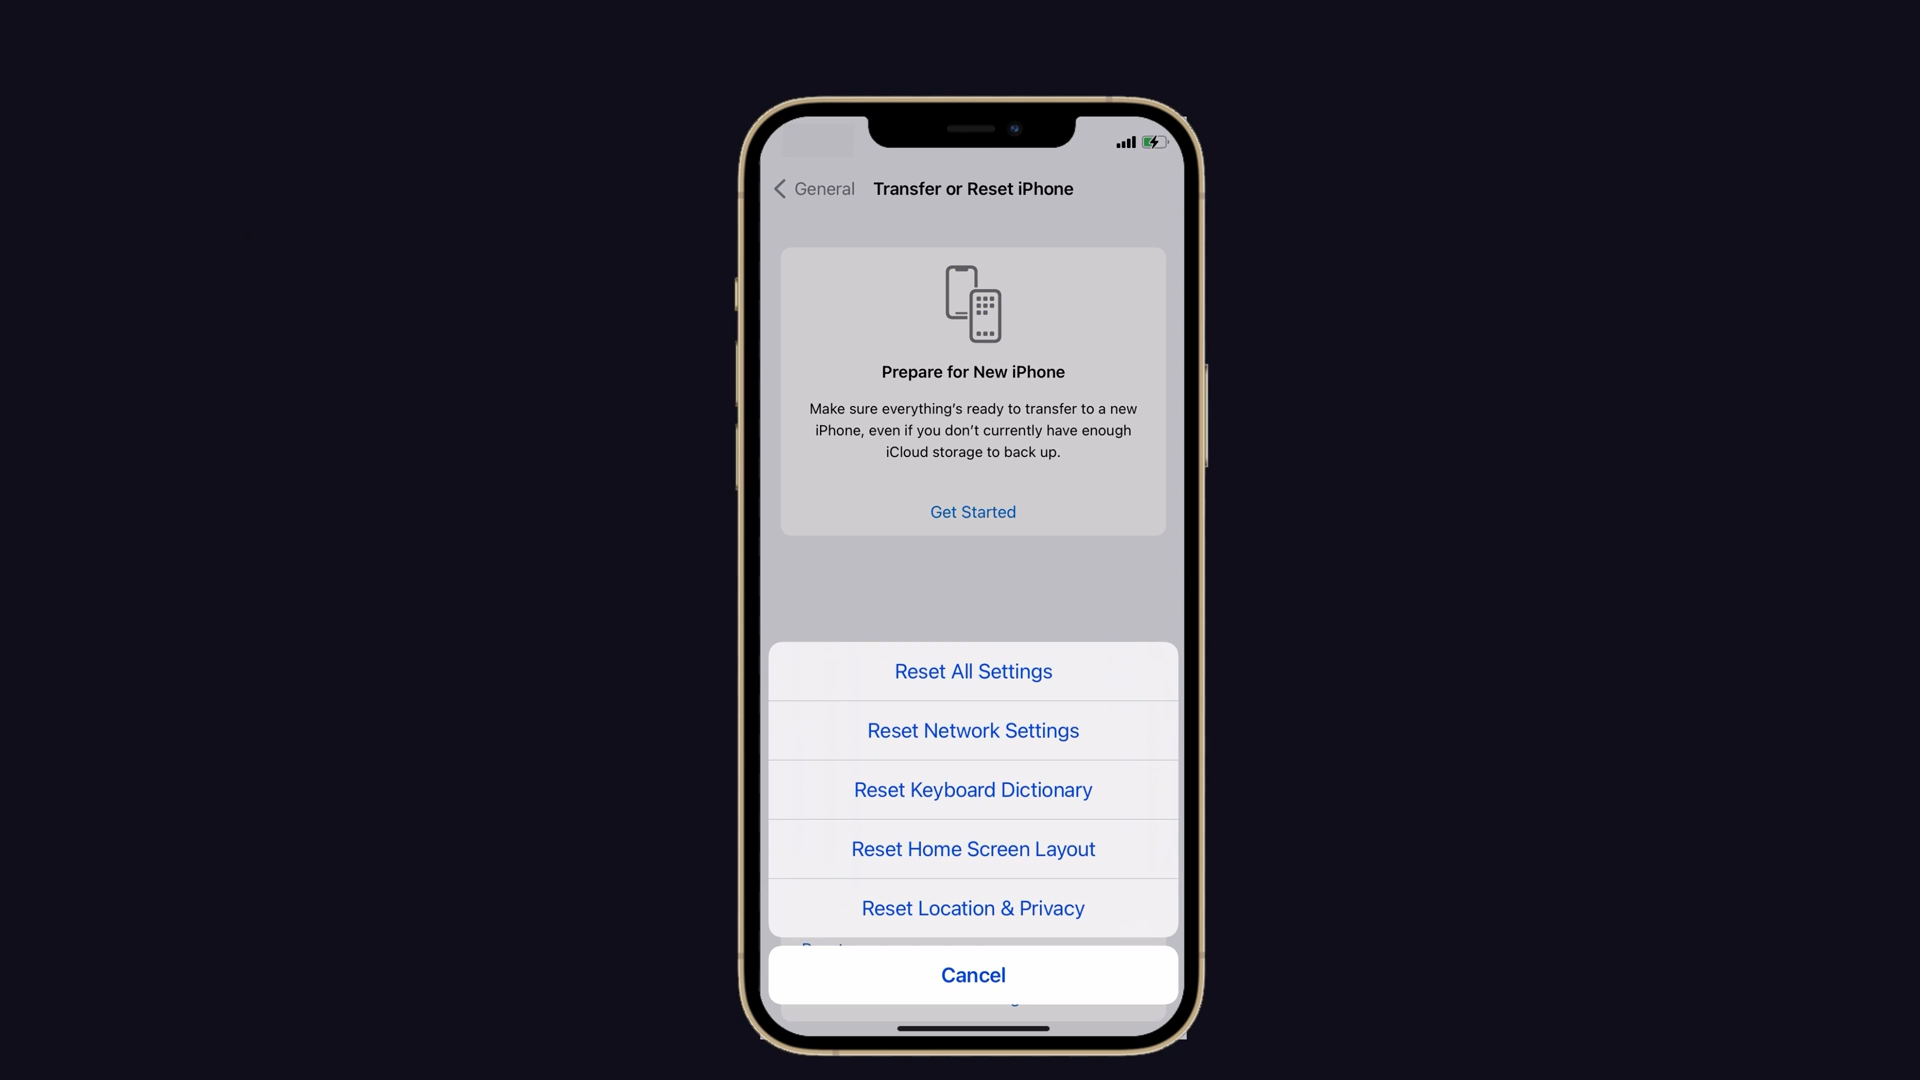 General
Transfer or Reset iPhone
Prepare for New iPhone
Make sure everything's ready to transfer to a new
iPhone, even if you don't currently have enough
iCloud storage to back up.
Get Started
Reset All Settings
Reset Network Settings
Reset Keyboard Dictionary
Reset Home Screen Layout
Reset Location & Privacy
Cancel